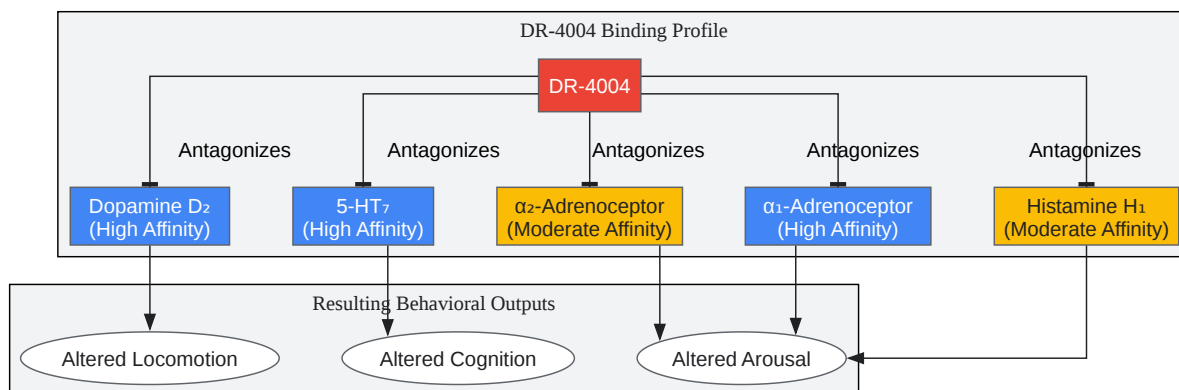 DR-4004 Binding Profile
DR-4004
Antagonizes
Antagonizes
Antagonizes
Antagonizes
Antagonizes
Dopamine D₂
(High Affinity)
5-HT₇
(High Affinity)
α₂-Adrenoceptor
(Moderate Affinity)
α₁-Adrenoceptor
(High Affinity)
Histamine H₁
(Moderate Affinity)
Resulting Behavioral Outputs
Altered Locomotion
Altered Cognition
Altered Arousal